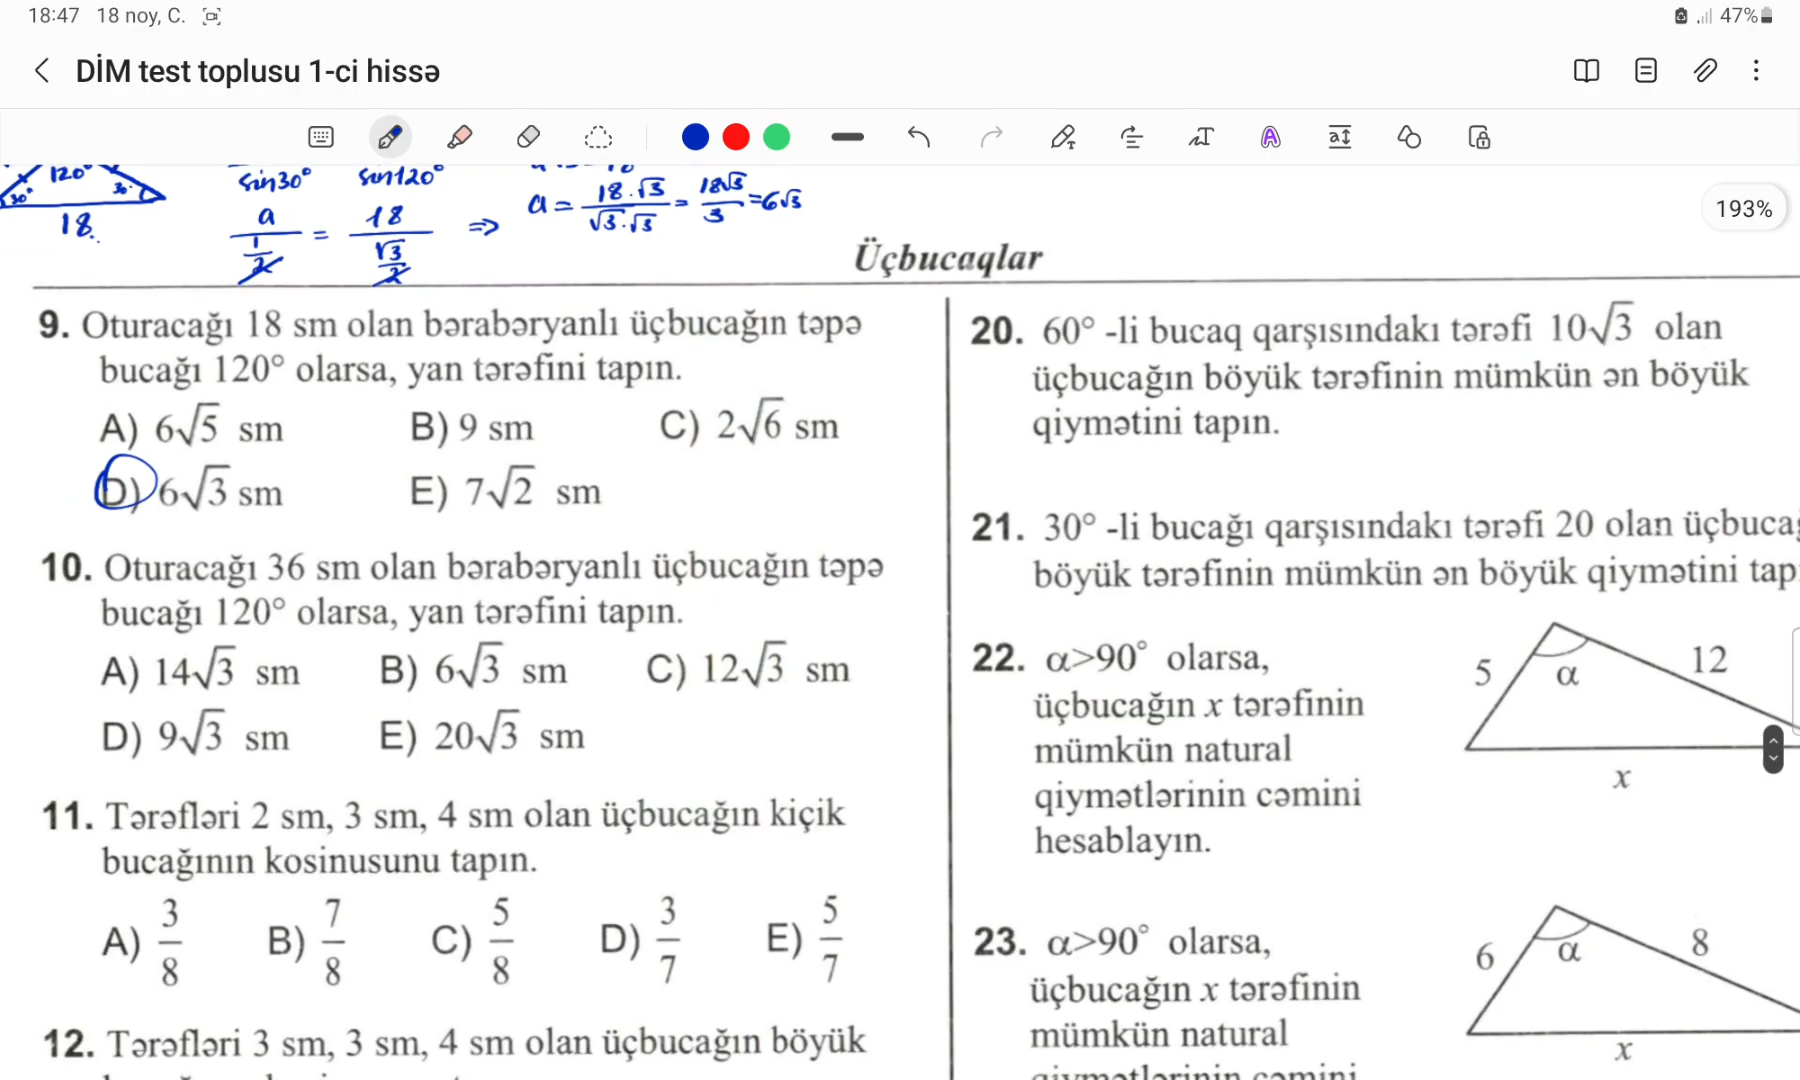 18:47 18 noy, C.
47%
DİM test toplusu 1-ci hissə
193%
120°
30°
30°
18.
sin30° sin120°
a/(1/2) = 18/(√3/2) =>
a = 18·√3/√3·√3 = 18√3/3 = 6√3
Üçbucaqlar
9. Oturacağı 18 sm olan bərabəryanlı üçbucağın təpə
bucağı 120° olarsa, yan tərəfini tapın.
A) 6√5 sm B) 9 sm C) 2√6 sm
D) 6√3 sm E) 7√2 sm
10. Oturacağı 36 sm olan bərabəryanlı üçbucağın təpə
bucağı 120° olarsa, yan tərəfini tapın.
A) 14√3 sm B) 6√3 sm C) 12√3 sm
D) 9√3 sm E) 20√3 sm
11. Tərəfləri 2 sm, 3 sm, 4 sm olan üçbucağın kiçik
bucağının kosinusunu tapın.
A) 3/8 B) 7/8 C) 5/8 D) 3/7 E) 5/7
12. Tərəfləri 3 sm, 3 sm, 4 sm olan üçbucağın böyük
20. 60° -li bucaq qarşısındakı tərəfi 10√3 olan
üçbucağın böyük tərəfinin mümkün ən böyük
qiymətini tapın.
21. 30° -li bucağı qarşısındakı tərəfi 20 olan üçbuca
böyük tərəfinin mümkün ən böyük qiymətini tap
22. α>90° olarsa,
üçbucağın x tərəfinin
mümkün natural
qiymətlərinin cəmini
hesablayın.
5 α 12
x
23. α>90° olarsa,
üçbucağın x tərəfinin
mümkün natural
qiymətlərinin cəmini
6 α 8
x